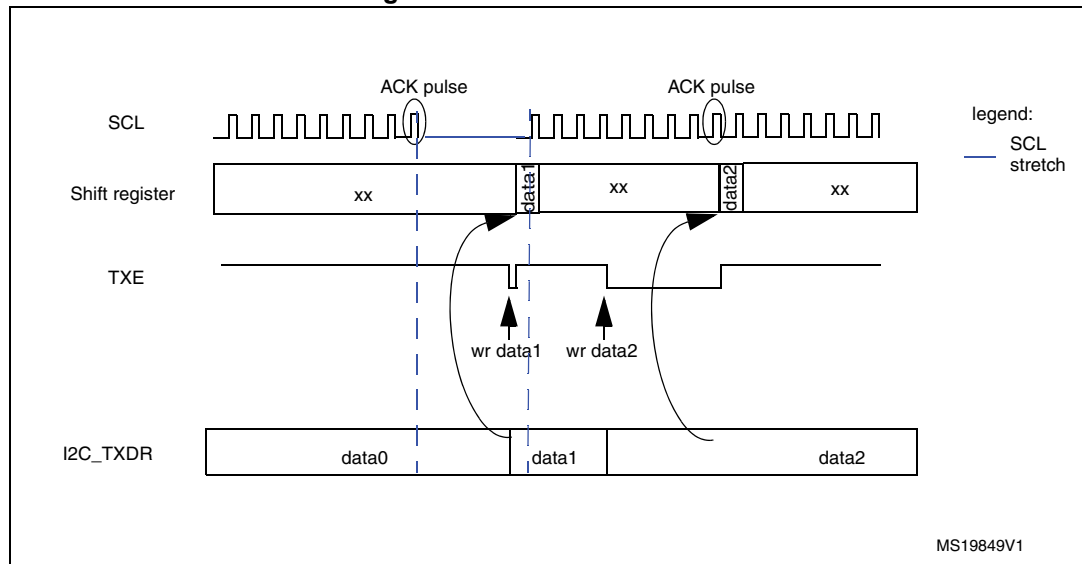 ACK pulse
ACK pulse
SCL
legend:
SCL
stretch
Shift register
xx
data1
xx
data2
xx
TXE
wr data1
wr data2
I2C_TXDR
data0
data1
data2
MS19849V1